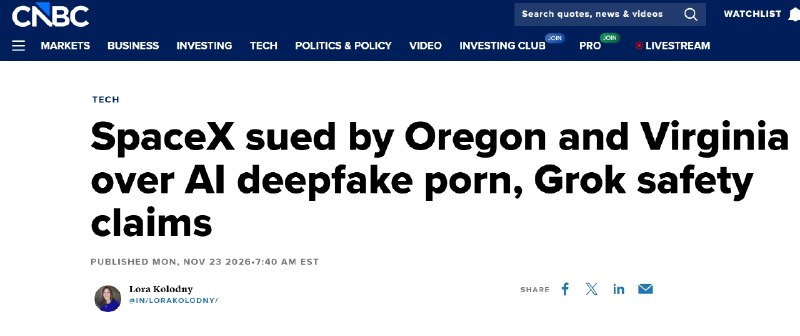 CNBC
Search quotes, news & videos
WATCHLIST
MARKETS BUSINESS INVESTING TECH POLITICS & POLICY VIDEO INVESTING CLUB JOIN PRO JOIN LIVESTREAM
TECH
SpaceX sued by Oregon and Virginia
over AI deepfake porn, Grok safety
claims
PUBLISHED MON, NOV 23 2026•7:40 AM EST
Lora Kolodny
@IN/LORAKOLODNY/
SHARE